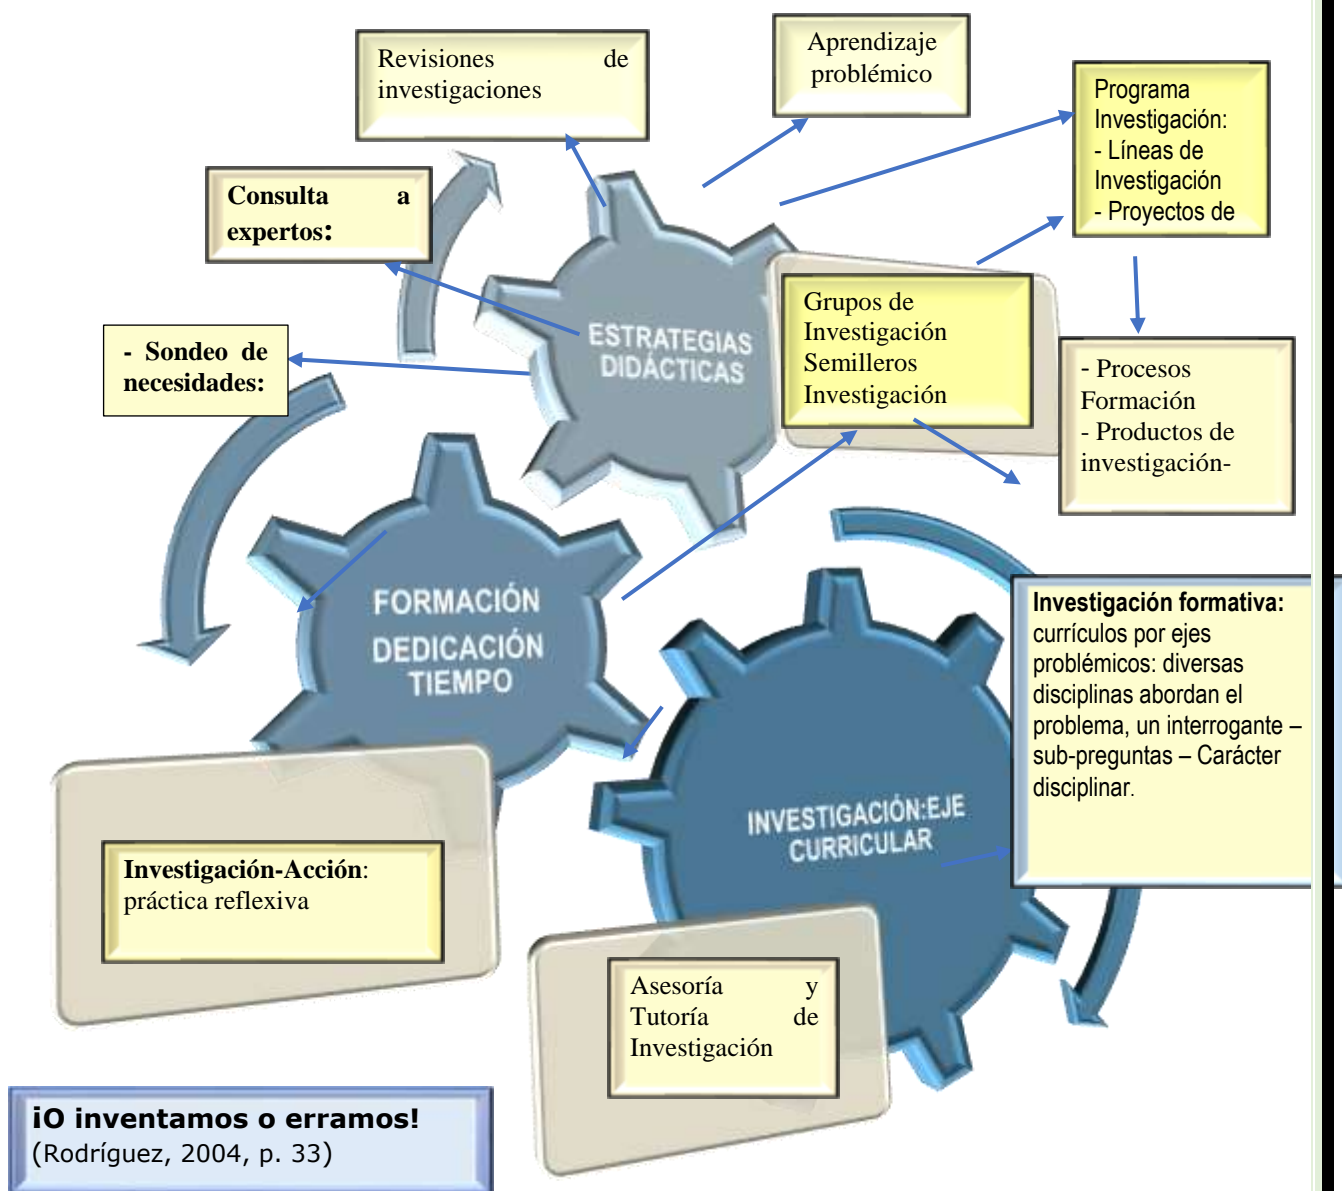 Revisiones de
investigaciones
Aprendizaje
problémico
Programa
Investigación:
- Líneas de
Investigación
- Proyectos de
Consulta a
expertos:
- Sondeo de
necesidades:
ESTRATEGIAS
DIDÁCTICAS
Grupos de
Investigación
Semilleros
Investigación
- Procesos
Formación
- Productos de
investigación-
FORMACIÓN
DEDICACIÓN
TIEMPO
Investigación formativa:
currículos por ejes
problémicos: diversas
disciplinas abordan el
problema, un interrogante –
sub-preguntas – Carácter
disciplinar.
INVESTIGACIÓN:EJE
CURRICULAR
Investigación-Acción:
práctica reflexiva
Asesoría y
Tutoría de
Investigación
¡O inventamos o erramos!
(Rodríguez, 2004, p. 33)